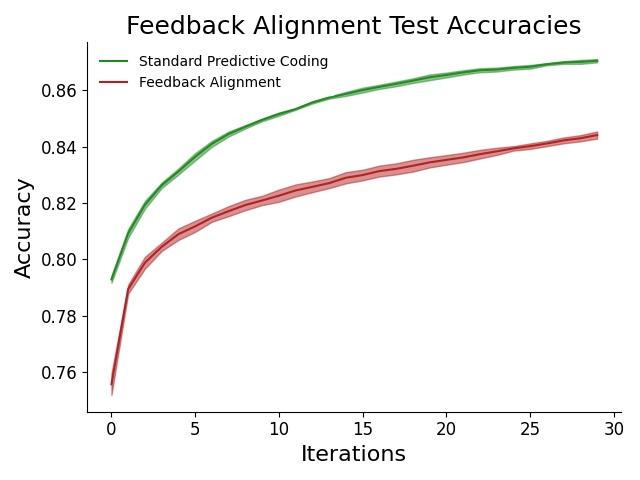 Feedback Alignment Test Accuracies
Standard Predictive Coding
Feedback Alignment
Accuracy
0.86
0.84
0.82
0.80
0.78
0.76
0 5 10 15 20 25 30
Iterations